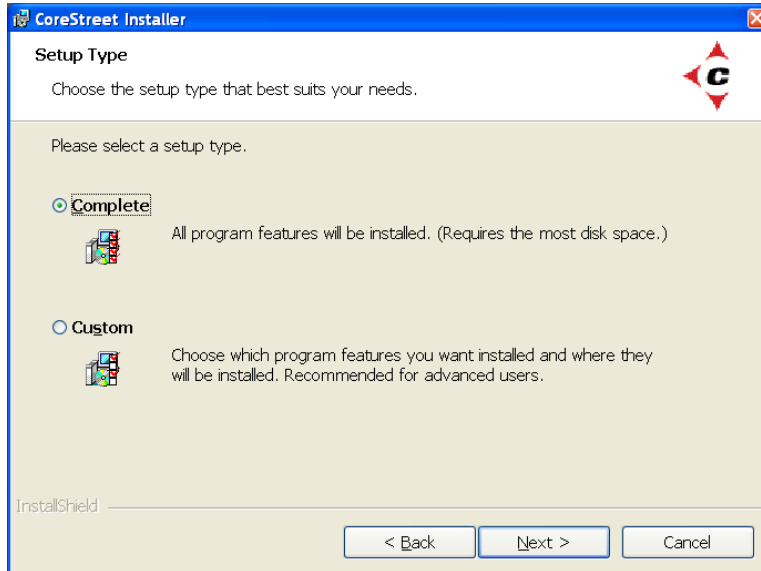 CoreStreet Installer
Setup Type
Choose the setup type that best suits your needs.
C
Please select a setup type.
Complete
All program features will be installed. (Requires the most disk space.)
Custom
Choose which program features you want installed and where they
will be installed. Recommended for advanced users.
InstallShield
< Back
Next >
Cancel